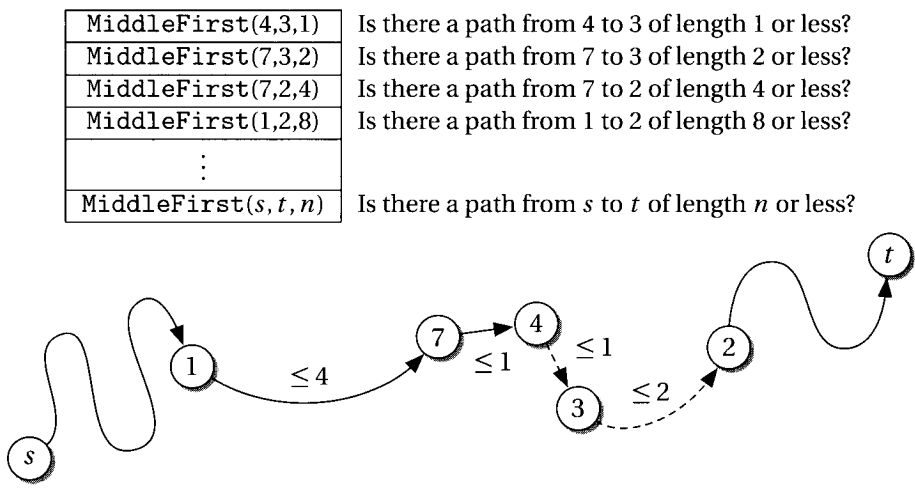 MiddleFirst(4,3,1) Is there a path from 4 to 3 of length 1 or less?
MiddleFirst(7,3,2) Is there a path from 7 to 3 of length 2 or less?
MiddleFirst(7,2,4) Is there a path from 7 to 2 of length 4 or less?
MiddleFirst(1,2,8) Is there a path from 1 to 2 of length 8 or less?
⋮
MiddleFirst(s, t, n) Is there a path from s to t of length n or less?
t
7
4
≤1
≤1
1
2
≤4
≤2
3
s